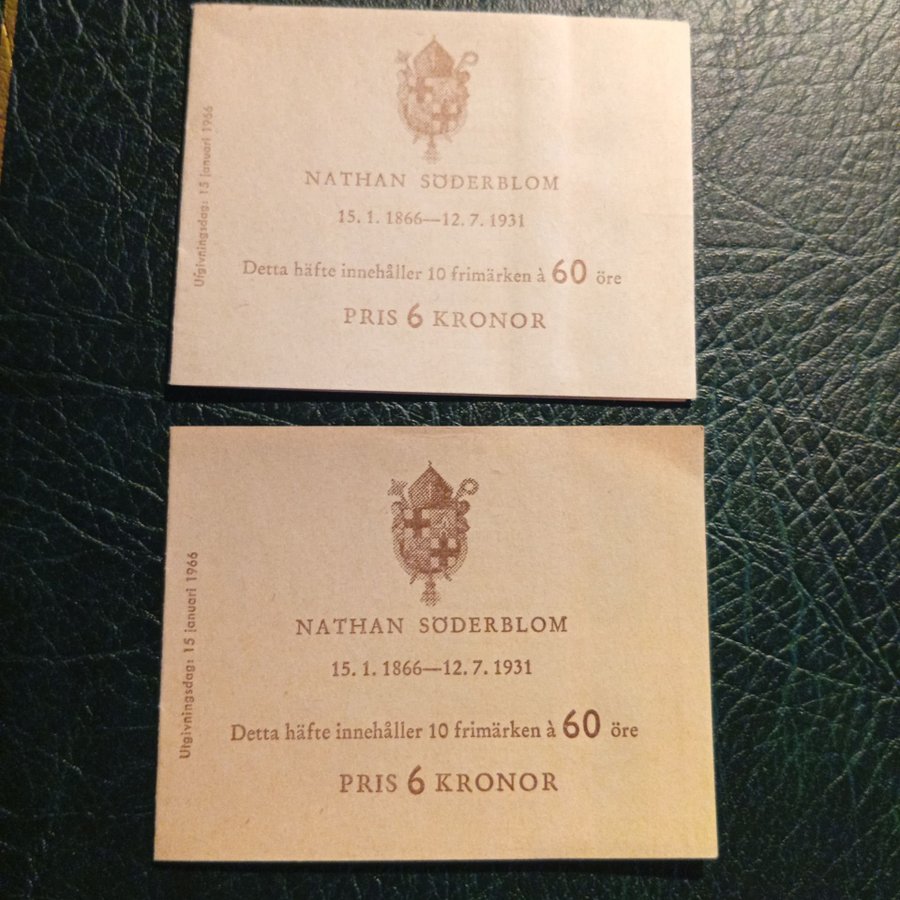 Utgivningsdag: 15 januari 1966
NATHAN SÖDERBLOM
15. 1. 1866—12. 7. 1931
Detta häfte innehåller 10 frimärken à 60 öre
PRIS 6 KRONOR
Utgivningsdag: 15 januari 1966
NATHAN SÖDERBLOM
15. 1. 1866—12. 7. 1931
Detta häfte innehåller 10 frimärken à 60 öre
PRIS 6 KRONOR